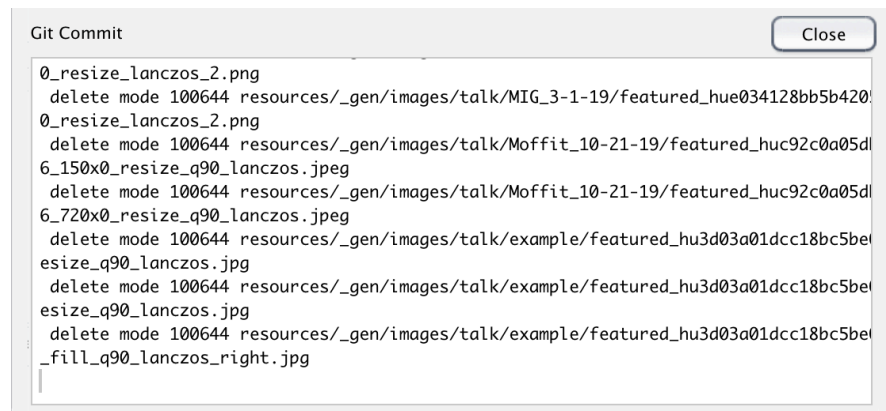 Git Commit
Close
0_resize_lanczos_2.png
delete mode 100644 resources/_gen/images/talk/MIG_3-1-19/featured_hue034128bb5b420
0_resize_lanczos_2.png
delete mode 100644 resources/_gen/images/talk/Moffit_10-21-19/featured_huc92c0a05d
6_150x0_resize_q90_lanczos.jpeg
delete mode 100644 resources/_gen/images/talk/Moffit_10-21-19/featured_huc92c0a05d
6_720x0_resize_q90_lanczos.jpeg
delete mode 100644 resources/_gen/images/talk/example/featured_hu3d03a01dcc18bc5be
esize_q90_lanczos.jpg
delete mode 100644 resources/_gen/images/talk/example/featured_hu3d03a01dcc18bc5be
esize_q90_lanczos.jpg
delete mode 100644 resources/_gen/images/talk/example/featured_hu3d03a01dcc18bc5be
_fill_q90_lanczos_right.jpg